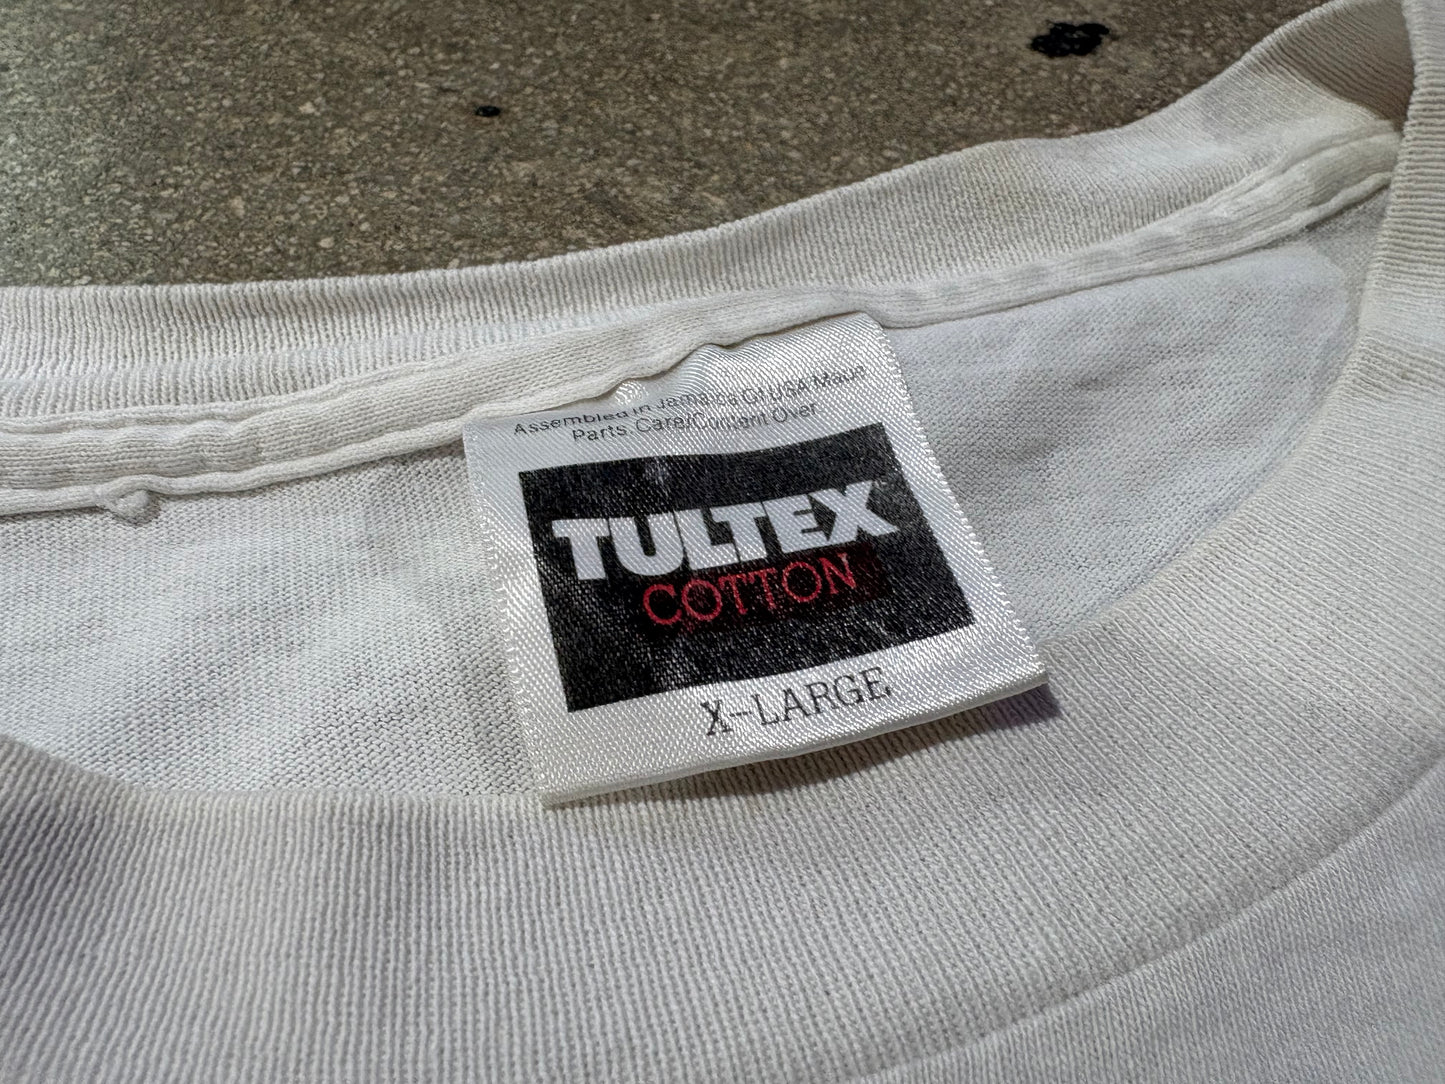 Assembled in Jamaica Of USA Made
Parts. Care/Content Over.
TULTEX
COTTON
X-LARGE